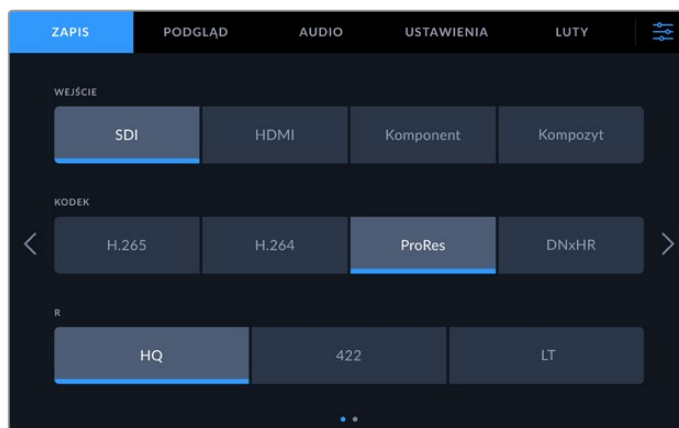 ZAPIS PODGLĄD AUDIO USTAWIENIA LUTY
WEJŚCIE
SDI HDMI Komponent Kompozyt
KODEK
H.265 H.264 ProRes DNxHR
R
HQ 422 LT